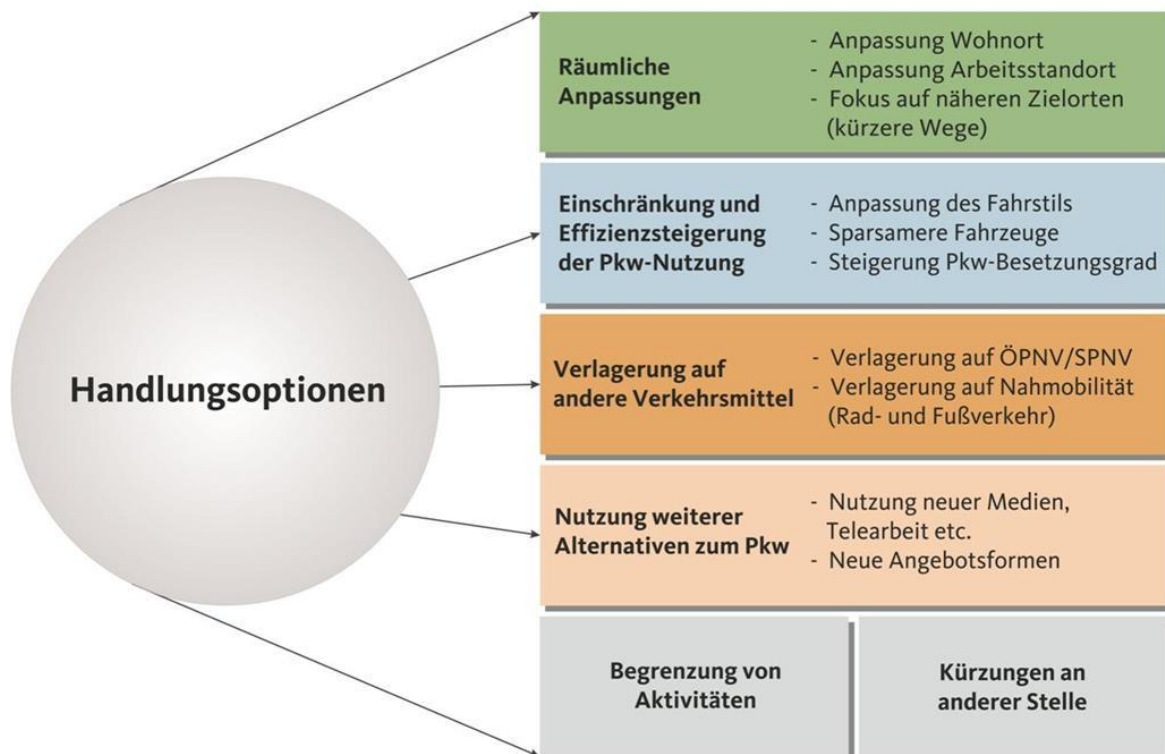 Handlungsoptionen
Räumliche
Anpassungen
- Anpassung Wohnort
- Anpassung Arbeitsstandort
- Fokus auf näheren Zielorten
(kürzere Wege)
Einschränkung und
Effizienzsteigerung
der Pkw-Nutzung
- Anpassung des Fahrstils
- Sparsamere Fahrzeuge
- Steigerung Pkw-Besetzungsgrad
Verlagerung auf
andere Verkehrsmittel
- Verlagerung auf ÖPNV/SPNV
- Verlagerung auf Nahmobilität
(Rad- und Fußverkehr)
Nutzung weiterer
Alternativen zum Pkw
- Nutzung neuer Medien,
Telearbeit etc.
- Neue Angebotsformen
Begrenzung von
Aktivitäten
Kürzungen an
anderer Stelle